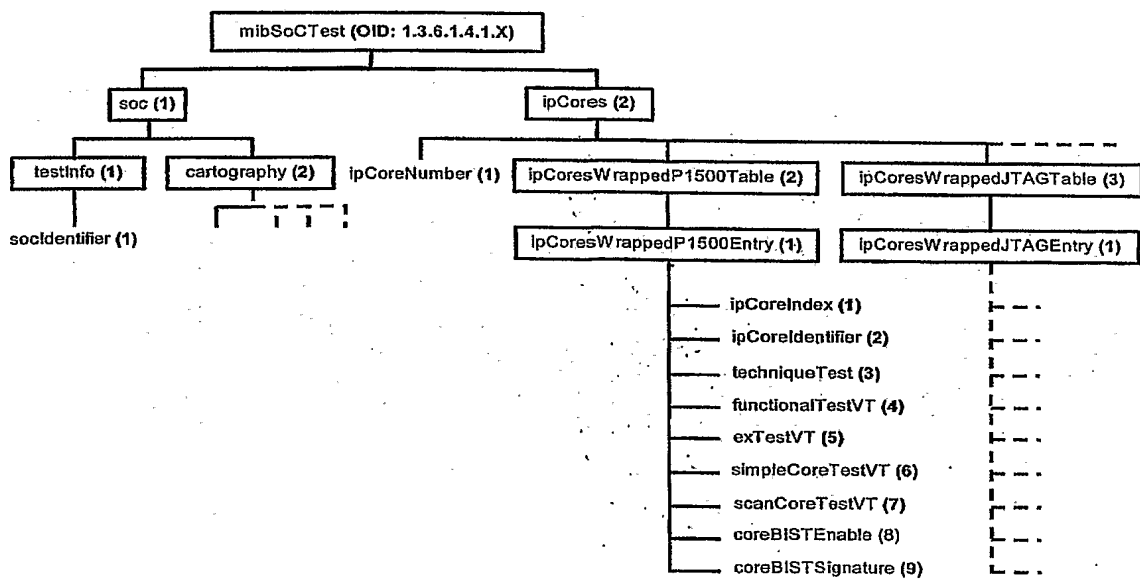 mibSoCTest (OID: 1.3.6.1.4.1.X)
soc (1)
ipCores (2)
testInfo (1)
cartography (2)
ipCoreNumber (1)
ipCoresWrappedP1500Table (2)
ipCoresWrappedJTAGTable (3)
socIdentifier (1)
ipCoresWrappedP1500Entry (1)
ipCoresWrappedJTAGEntry (1)
ipCoreIndex (1)
ipCoreIdentifier (2)
techniqueTest (3)
functionalTestVT (4)
exTestVT (5)
simpleCoreTestVT (6)
scanCoreTestVT (7)
coreBISTEnable (8)
coreBISTSignature (9)